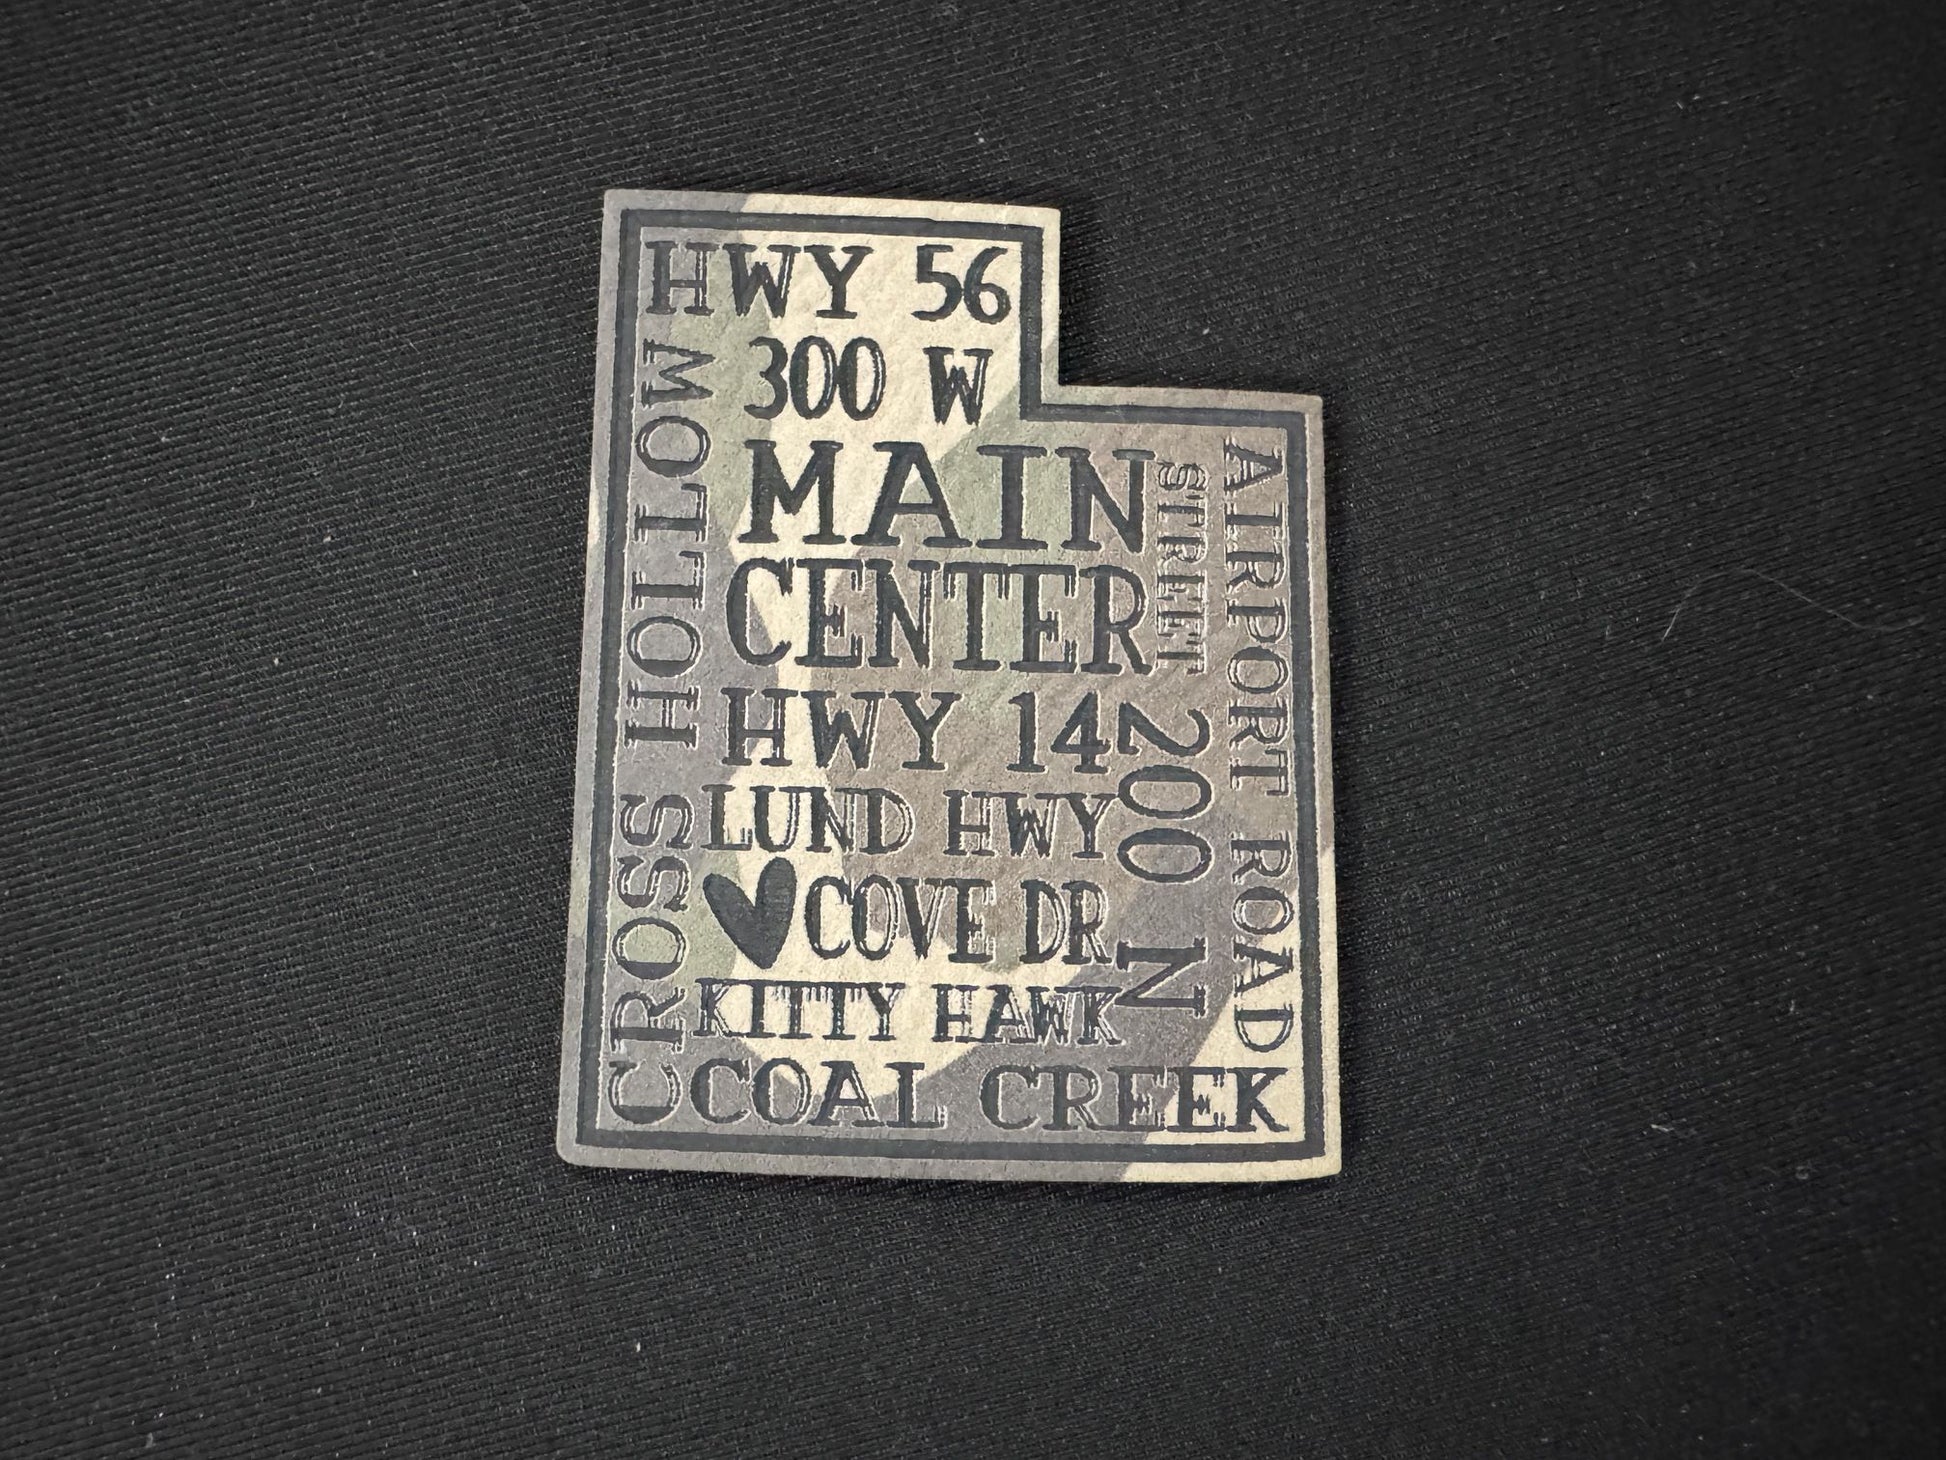 HWY 56
300 W
MAIN
STREET
CENTER
HWY 14
LUND HWY
COVE DR
KITTY HAWK
COAL CREEK
CROSS HOLLOW
200 N
AIRPORT ROAD